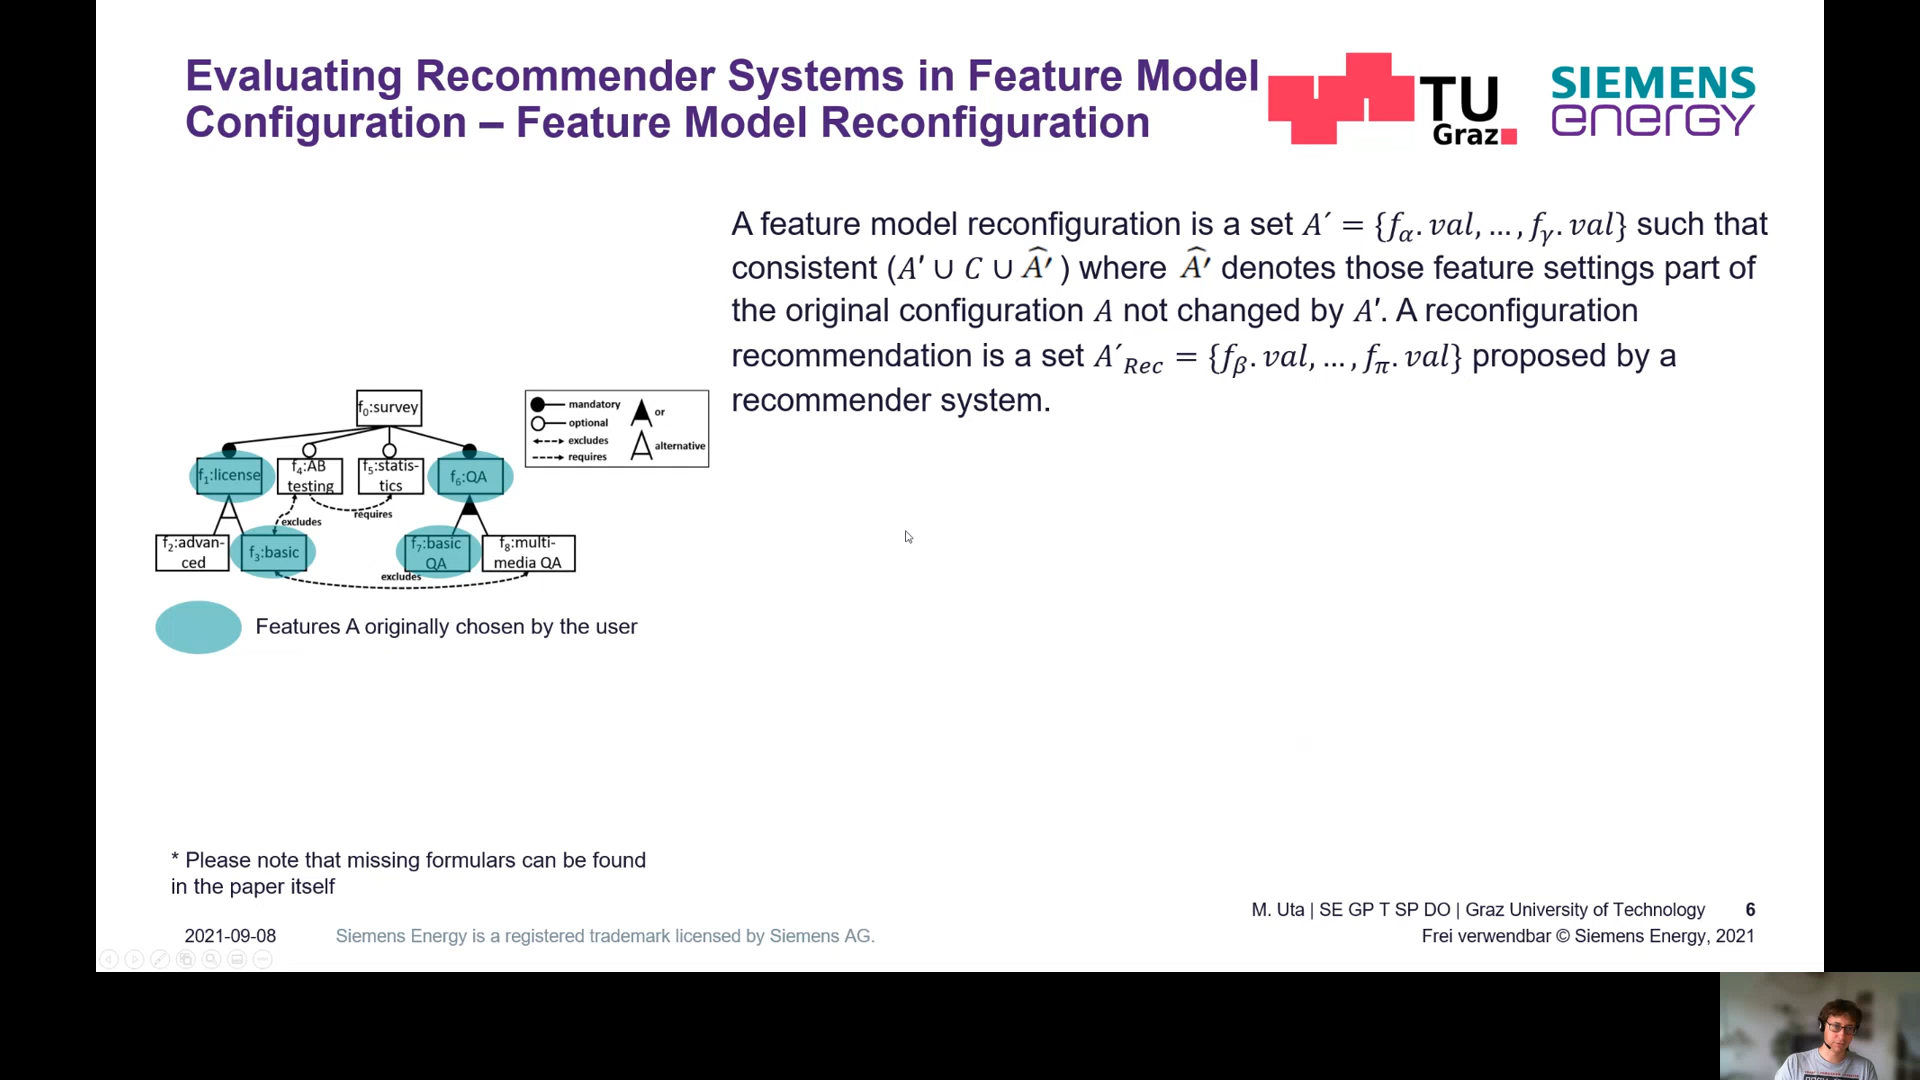 Evaluating Recommender Systems in Feature Model
Configuration – Feature Model Reconfiguration
TU
Graz
SIEMENS
energy
A feature model reconfiguration is a set A´ = {fα. val, … , fγ. val} such that
consistent (A′ ∪ C ∪ Â′ ) where Â′ denotes those feature settings part of
the original configuration A not changed by A′. A reconfiguration
recommendation is a set A´Rec = {fβ. val, … , fπ. val} proposed by a
recommender system.
f0:survey
mandatory
or
optional
excludes
alternative
requires
f1:license
f4:AB
testing
f5:statis-
tics
f6:QA
requires
excludes
f2:advan-
ced
f3:basic
f7:basic
QA
f8:multi-
media QA
excludes
Features A originally chosen by the user
* Please note that missing formulars can be found
in the paper itself
M. Uta | SE GP T SP DO | Graz University of Technology 6
2021-09-08 Siemens Energy is a registered trademark licensed by Siemens AG. Frei verwendbar © Siemens Energy, 2021